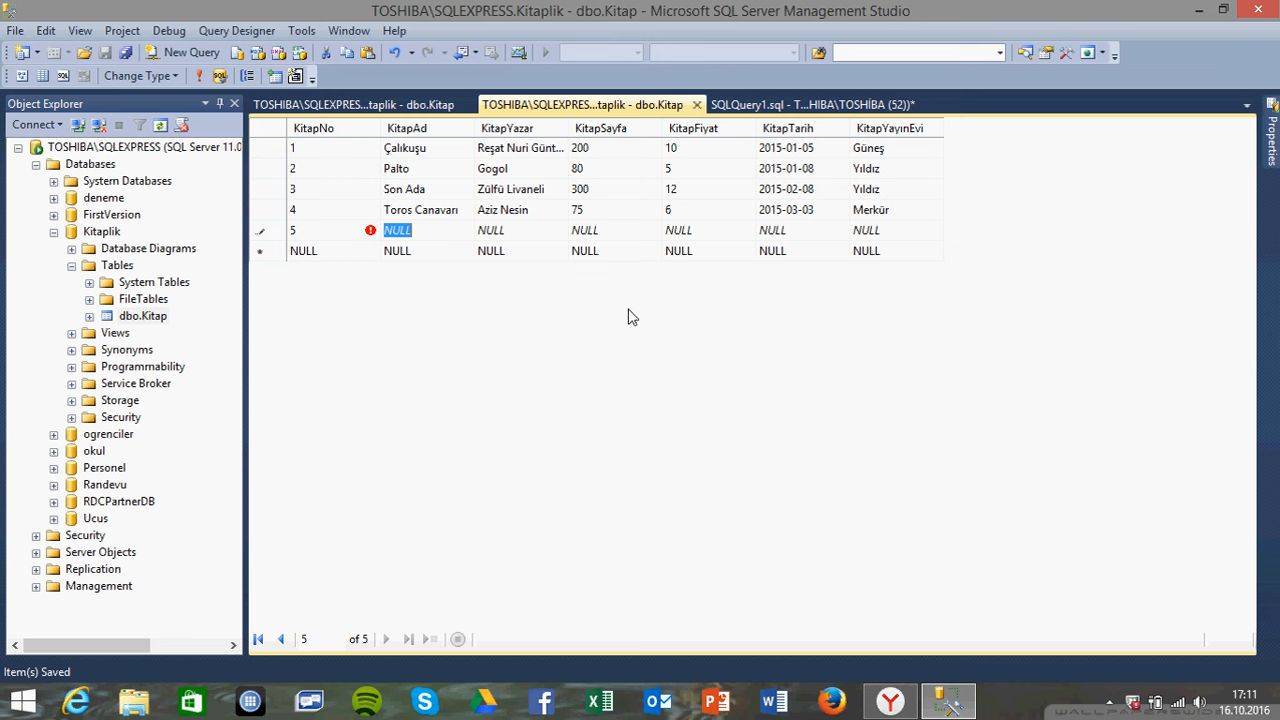 TOSHIBA\SQLEXPRESS.Kitaplik - dbo.Kitap - Microsoft SQL Server Management Studio
File Edit View Project Debug Query Designer Tools Window Help
New Query
Change Type
Object Explorer
TOSHIBA\SQLEXPRES...taplik - dbo.Kitap TOSHIBA\SQLEXPRES...taplik - dbo.Kitap SQLQuery1.sql - T...HIBA\TOSHİBA (52))*
Properties
Connect
TOSHIBA\SQLEXPRESS (SQL Server 11.0
Databases
System Databases
deneme
FirstVersion
Kitaplik
Database Diagrams
Tables
System Tables
FileTables
dbo.Kitap
Views
Synonyms
Programmability
Service Broker
Storage
Security
ogrenciler
okul
Personel
Randevu
RDCPartnerDB
Ucus
Security
Server Objects
Replication
Management
KitapNo KitapAd KitapYazar KitapSayfa KitapFiyat KitapTarih KitapYayınEvi
1 Çalıkuşu Reşat Nuri Günt... 200 10 2015-01-05 Güneş
2 Palto Gogol 80 5 2015-01-08 Yıldız
3 Son Ada Zülfü Livaneli 300 12 2015-02-08 Yıldız
4 Toros Canavarı Aziz Nesin 75 6 2015-03-03 Merkür
5 NULL NULL NULL NULL NULL NULL
NULL NULL NULL NULL NULL NULL NULL
5 of 5
Item(s) Saved
17:11
16.10.2016